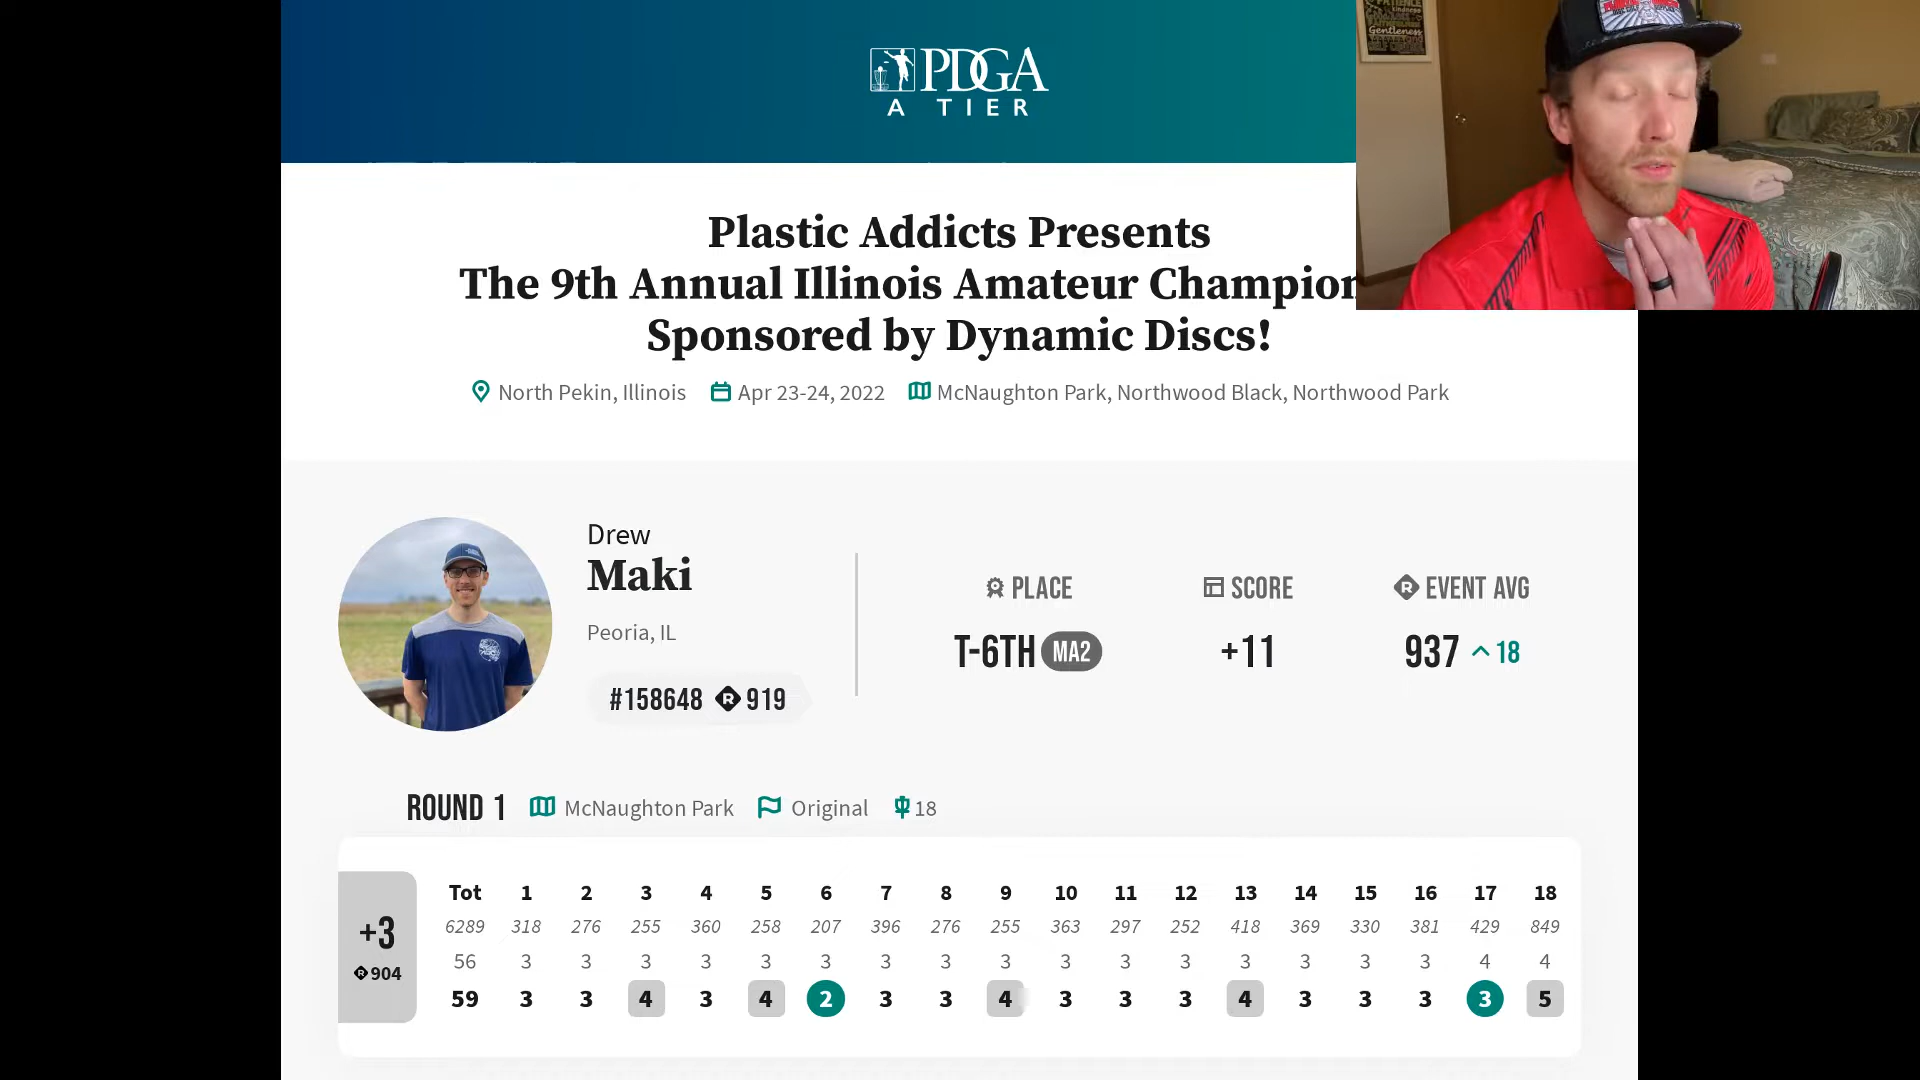 PDGA
A TIER
PATIENCE
kindness
Gentleness
Plastic Addicts Presents
The 9th Annual Illinois Amateur Champion
Sponsored by Dynamic Discs!
North Pekin, Illinois Apr 23-24, 2022 McNaughton Park, Northwood Black, Northwood Park
Drew
Maki
Peoria, IL
#158648 R 919
PLACE SCORE R EVENT AVG
T-6TH MA2 +11 937 18
ROUND 1 McNaughton Park Original 18
+3
R 904
Tot 1 2 3 4 5 6 7 8 9 10 11 12 13 14 15 16 17 18
6289 318 276 255 360 258 207 396 276 255 363 297 252 418 369 330 381 429 849
56 3 3 3 3 3 3 3 3 3 3 3 3 3 3 3 3 4 4
59 3 3 4 3 4 2 3 3 4 3 3 3 4 3 3 3 3 5